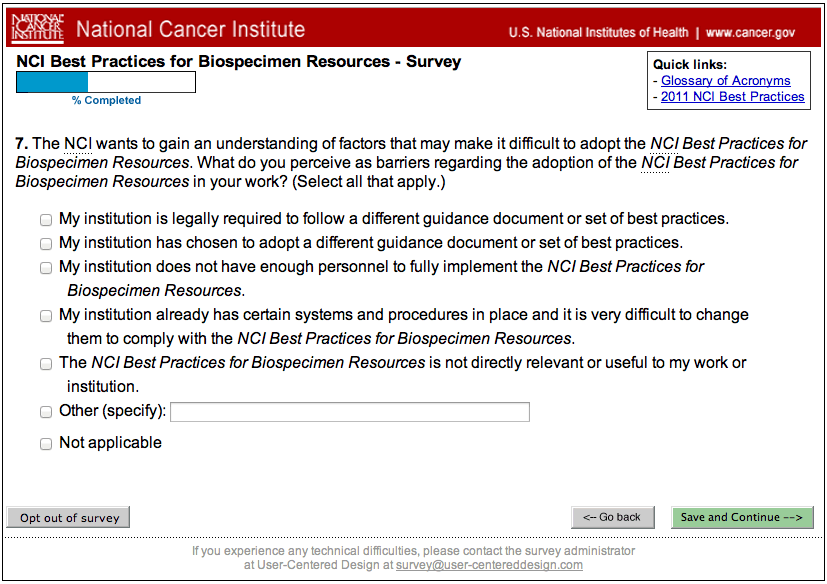 NATIONAL
CANCER
INSTITUTE
National Cancer Institute
U.S. National Institutes of Health | www.cancer.gov
NCI Best Practices for Biospecimen Resources - Survey
% Completed
Quick links:
- Glossary of Acronyms
- 2011 NCI Best Practices
7. The NCI wants to gain an understanding of factors that may make it difficult to adopt the NCI Best Practices for
Biospecimen Resources. What do you perceive as barriers regarding the adoption of the NCI Best Practices for
Biospecimen Resources in your work? (Select all that apply.)
My institution is legally required to follow a different guidance document or set of best practices.
My institution has chosen to adopt a different guidance document or set of best practices.
My institution does not have enough personnel to fully implement the NCI Best Practices for
Biospecimen Resources.
My institution already has certain systems and procedures in place and it is very difficult to change
them to comply with the NCI Best Practices for Biospecimen Resources.
The NCI Best Practices for Biospecimen Resources is not directly relevant or useful to my work or
institution.
Other (specify):
Not applicable
Opt out of survey
<-- Go back
Save and Continue -->
If you experience any technical difficulties, please contact the survey administrator
at User-Centered Design at survey@user-centereddesign.com